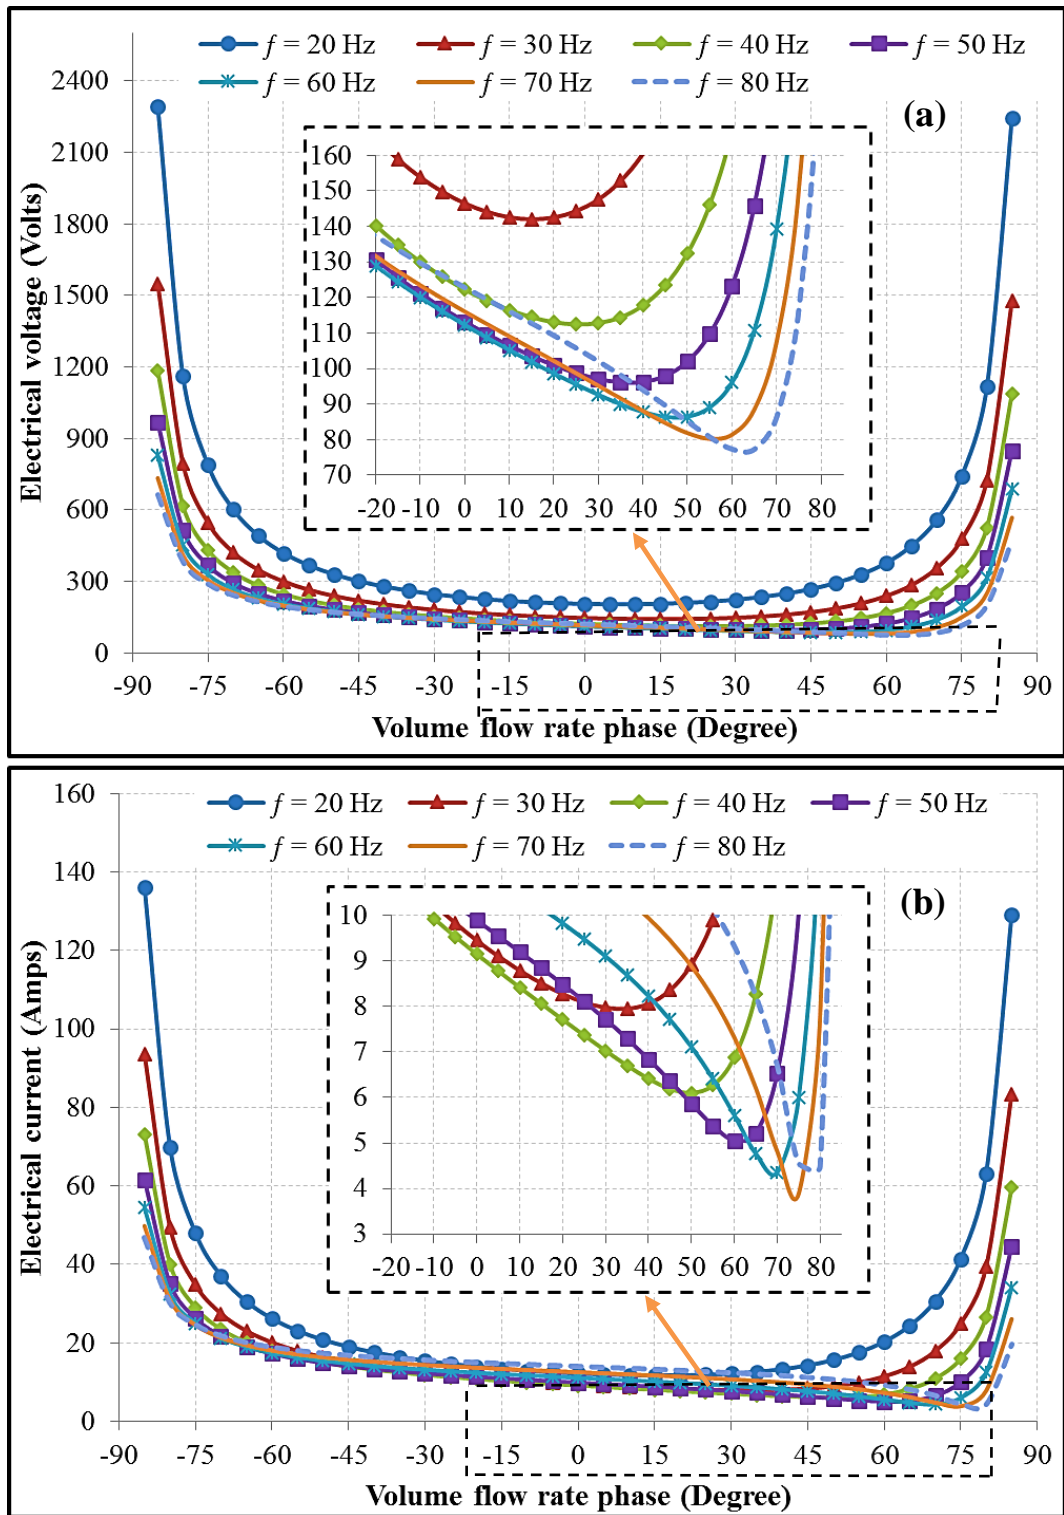 f = 20 Hz f = 30 Hz f = 40 Hz f = 50 Hz
f = 60 Hz f = 70 Hz f = 80 Hz
(a)
Electrical voltage (Volts)
2400
2100
1800
1500
1200
900
600
300
0
160
150
140
130
120
110
100
90
80
70
-20 -10 0 10 20 30 40 50 60 70 80
-90 -75 -60 -45 -30 -15 0 15 30 45 60 75 90
Volume flow rate phase (Degree)
f = 20 Hz f = 30 Hz f = 40 Hz f = 50 Hz
f = 60 Hz f = 70 Hz f = 80 Hz
(b)
Electrical current (Amps)
160
140
120
100
80
60
40
20
0
10
9
8
7
6
5
4
3
-20 -10 0 10 20 30 40 50 60 70 80
-90 -75 -60 -45 -30 -15 0 15 30 45 60 75 90
Volume flow rate phase (Degree)